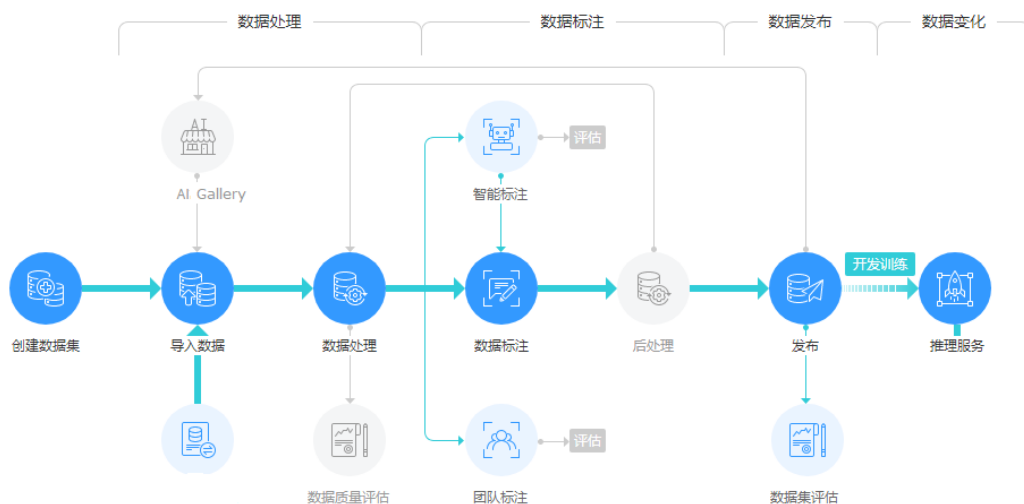 数据处理
数据标注
数据发布
数据变化
AI
评估
AI Gallery
智能标注
开发训练
创建数据集
导入数据
数据处理
数据标注
后处理
发布
推理服务
评估
数据质量评估
团队标注
数据集评估